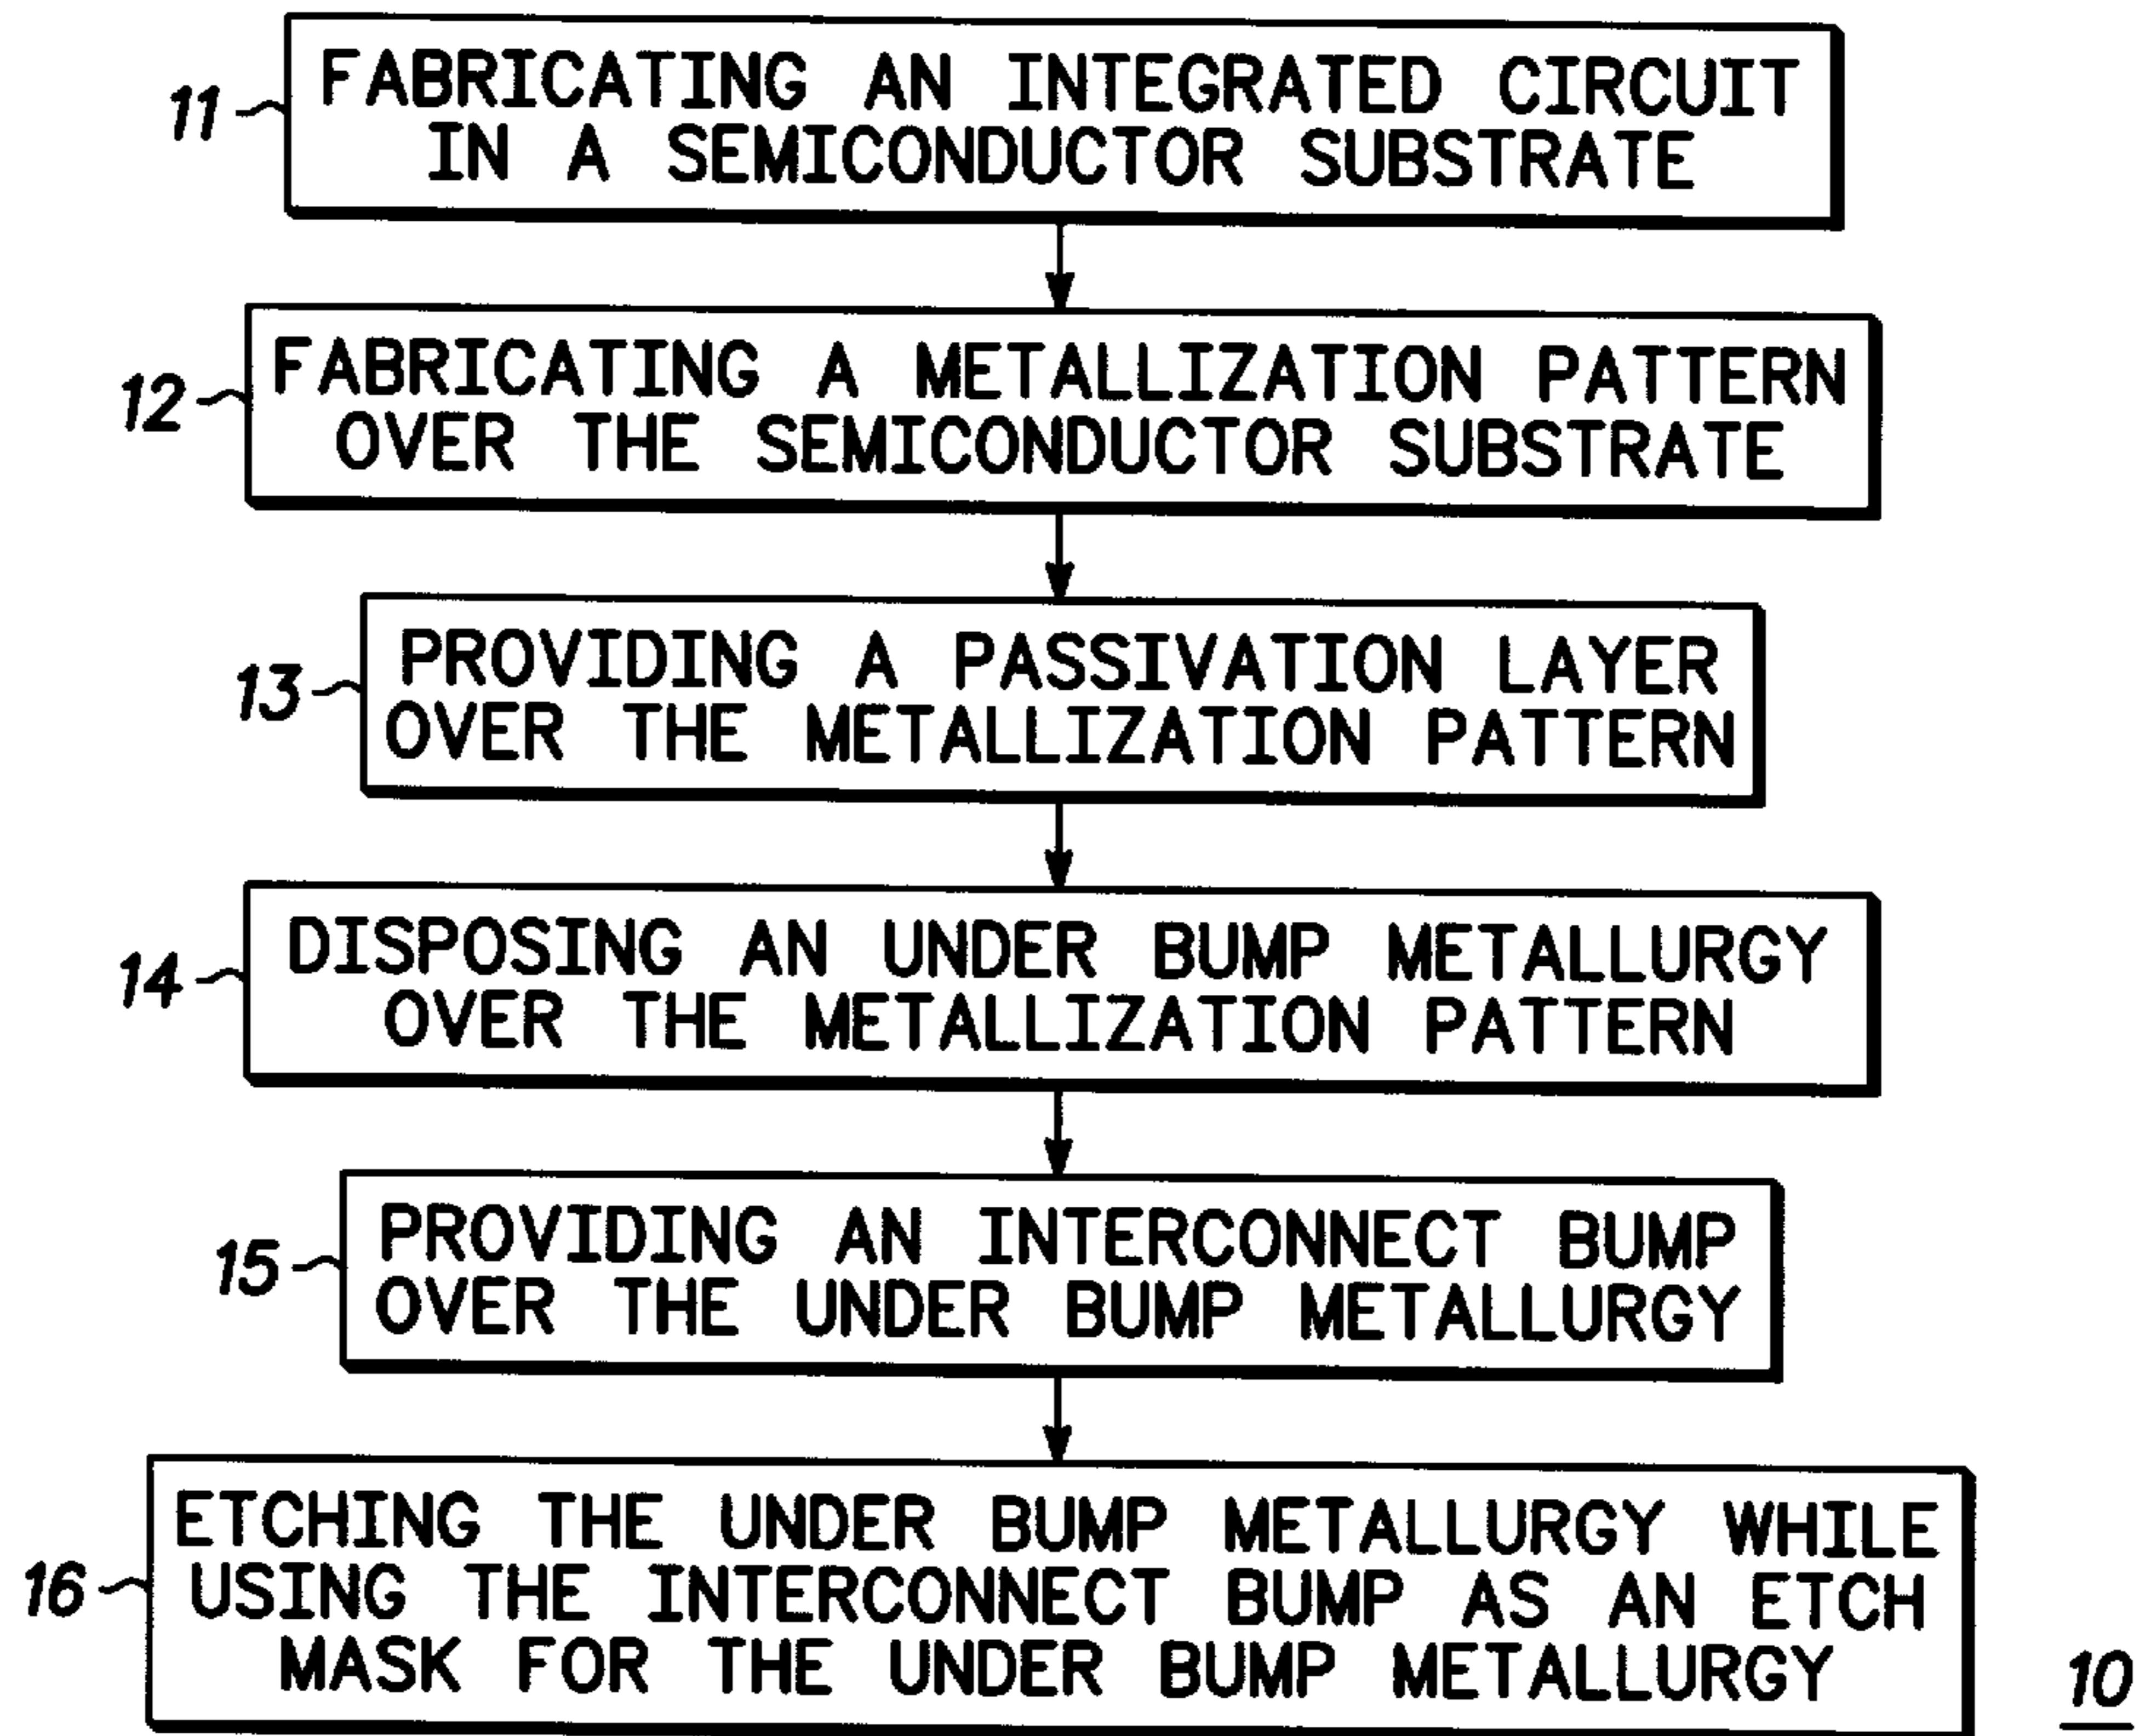 11
FABRICATING AN INTEGRATED CIRCUIT
IN A SEMICONDUCTOR SUBSTRATE
12
FABRICATING A METALLIZATION PATTERN
OVER THE SEMICONDUCTOR SUBSTRATE
13
PROVIDING A PASSIVATION LAYER
OVER THE METALLIZATION PATTERN
14
DISPOSING AN UNDER BUMP METALLURGY
OVER THE METALLIZATION PATTERN
15
PROVIDING AN INTERCONNECT BUMP
OVER THE UNDER BUMP METALLURGY
16
ETCHING THE UNDER BUMP METALLURGY WHILE
USING THE INTERCONNECT BUMP AS AN ETCH
MASK FOR THE UNDER BUMP METALLURGY
10